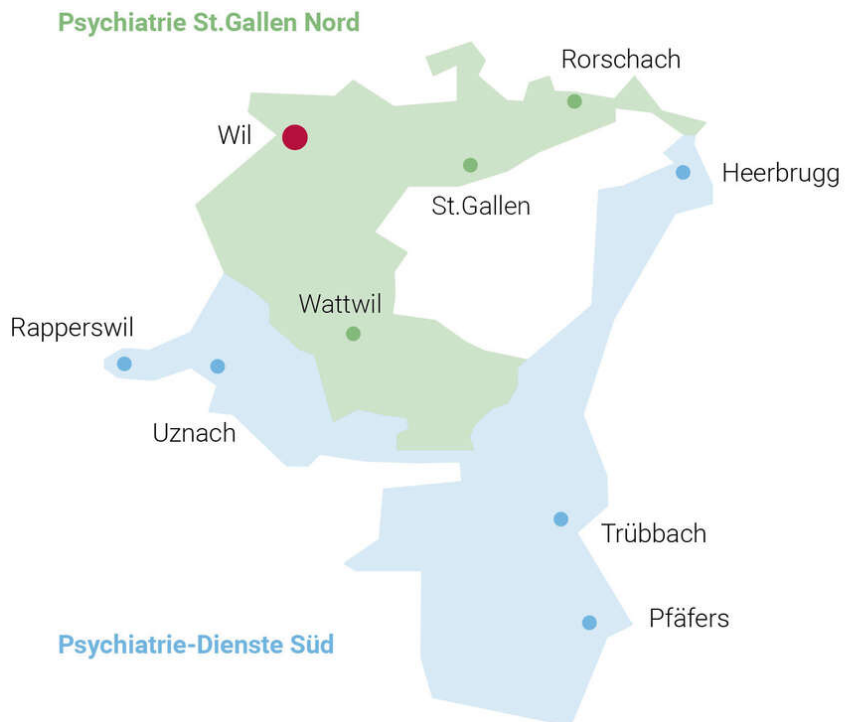 Psychiatrie St.Gallen Nord
Rorschach
Wil
Heerbrugg
St.Gallen
Wattwil
Rapperswil
Uznach
Trübbach
Pfäfers
Psychiatrie-Dienste Süd